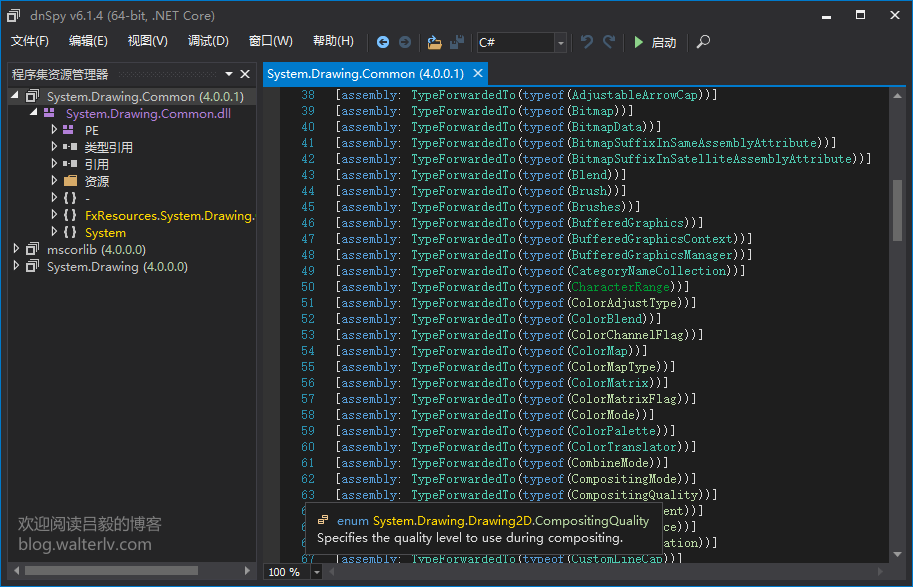 dnSpy v6.1.4 (64-bit, .NET Core)
文件(F) 编辑(E) 视图(V) 调试(D) 窗口(W) 帮助(H) C# 启动
程序集资源管理器
System.Drawing.Common (4.0.0.1)
System.Drawing.Common.dll
PE
类型引用
引用
资源
{ } -
{ } FxResources.System.Drawing.
{ } System
mscorlib (4.0.0.0)
System.Drawing (4.0.0.0)
欢迎阅读吕毅的博客
blog.walterlv.com
System.Drawing.Common (4.0.0.1)
38 [assembly: TypeForwardedTo(typeof(AdjustableArrowCap))]
39 [assembly: TypeForwardedTo(typeof(Bitmap))]
40 [assembly: TypeForwardedTo(typeof(BitmapData))]
41 [assembly: TypeForwardedTo(typeof(BitmapSuffixInSameAssemblyAttribute))]
42 [assembly: TypeForwardedTo(typeof(BitmapSuffixInSatelliteAssemblyAttribute))]
43 [assembly: TypeForwardedTo(typeof(Blend))]
44 [assembly: TypeForwardedTo(typeof(Brush))]
45 [assembly: TypeForwardedTo(typeof(Brushes))]
46 [assembly: TypeForwardedTo(typeof(BufferedGraphics))]
47 [assembly: TypeForwardedTo(typeof(BufferedGraphicsContext))]
48 [assembly: TypeForwardedTo(typeof(BufferedGraphicsManager))]
49 [assembly: TypeForwardedTo(typeof(CategoryNameCollection))]
50 [assembly: TypeForwardedTo(typeof(CharacterRange))]
51 [assembly: TypeForwardedTo(typeof(ColorAdjustType))]
52 [assembly: TypeForwardedTo(typeof(ColorBlend))]
53 [assembly: TypeForwardedTo(typeof(ColorChannelFlag))]
54 [assembly: TypeForwardedTo(typeof(ColorMap))]
55 [assembly: TypeForwardedTo(typeof(ColorMapType))]
56 [assembly: TypeForwardedTo(typeof(ColorMatrix))]
57 [assembly: TypeForwardedTo(typeof(ColorMatrixFlag))]
58 [assembly: TypeForwardedTo(typeof(ColorMode))]
59 [assembly: TypeForwardedTo(typeof(ColorPalette))]
60 [assembly: TypeForwardedTo(typeof(ColorTranslator))]
61 [assembly: TypeForwardedTo(typeof(CombineMode))]
62 [assembly: TypeForwardedTo(typeof(CompositingMode))]
63 [assembly: TypeForwardedTo(typeof(CompositingQuality))]
ent))]
enum System.Drawing.Drawing2D.CompositingQuality
ce))]
Specifies the quality level to use during compositing.
ation))]
67 [assembly: TypeForwardedTo(typeof(CustomLineCap))]
100 %